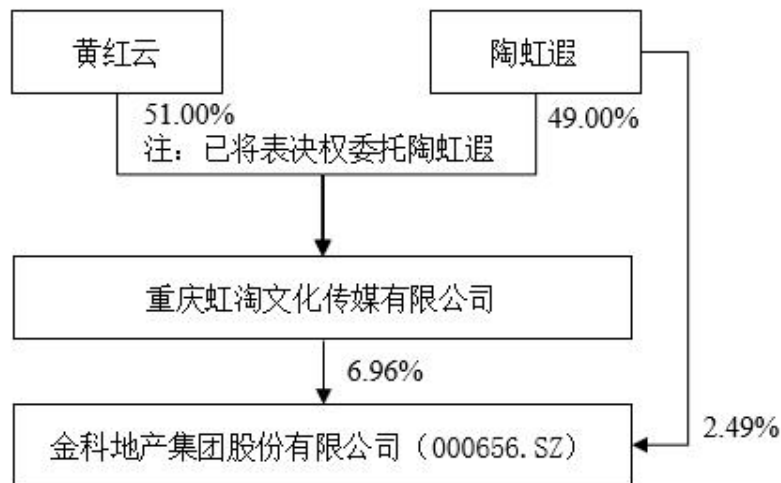 黄红云
陶虹遐
51.00%
49.00%
注：已将表决权委托陶虹遐
重庆虹淘文化传媒有限公司
6.96%
金科地产集团股份有限公司（000656.SZ）
2.49%